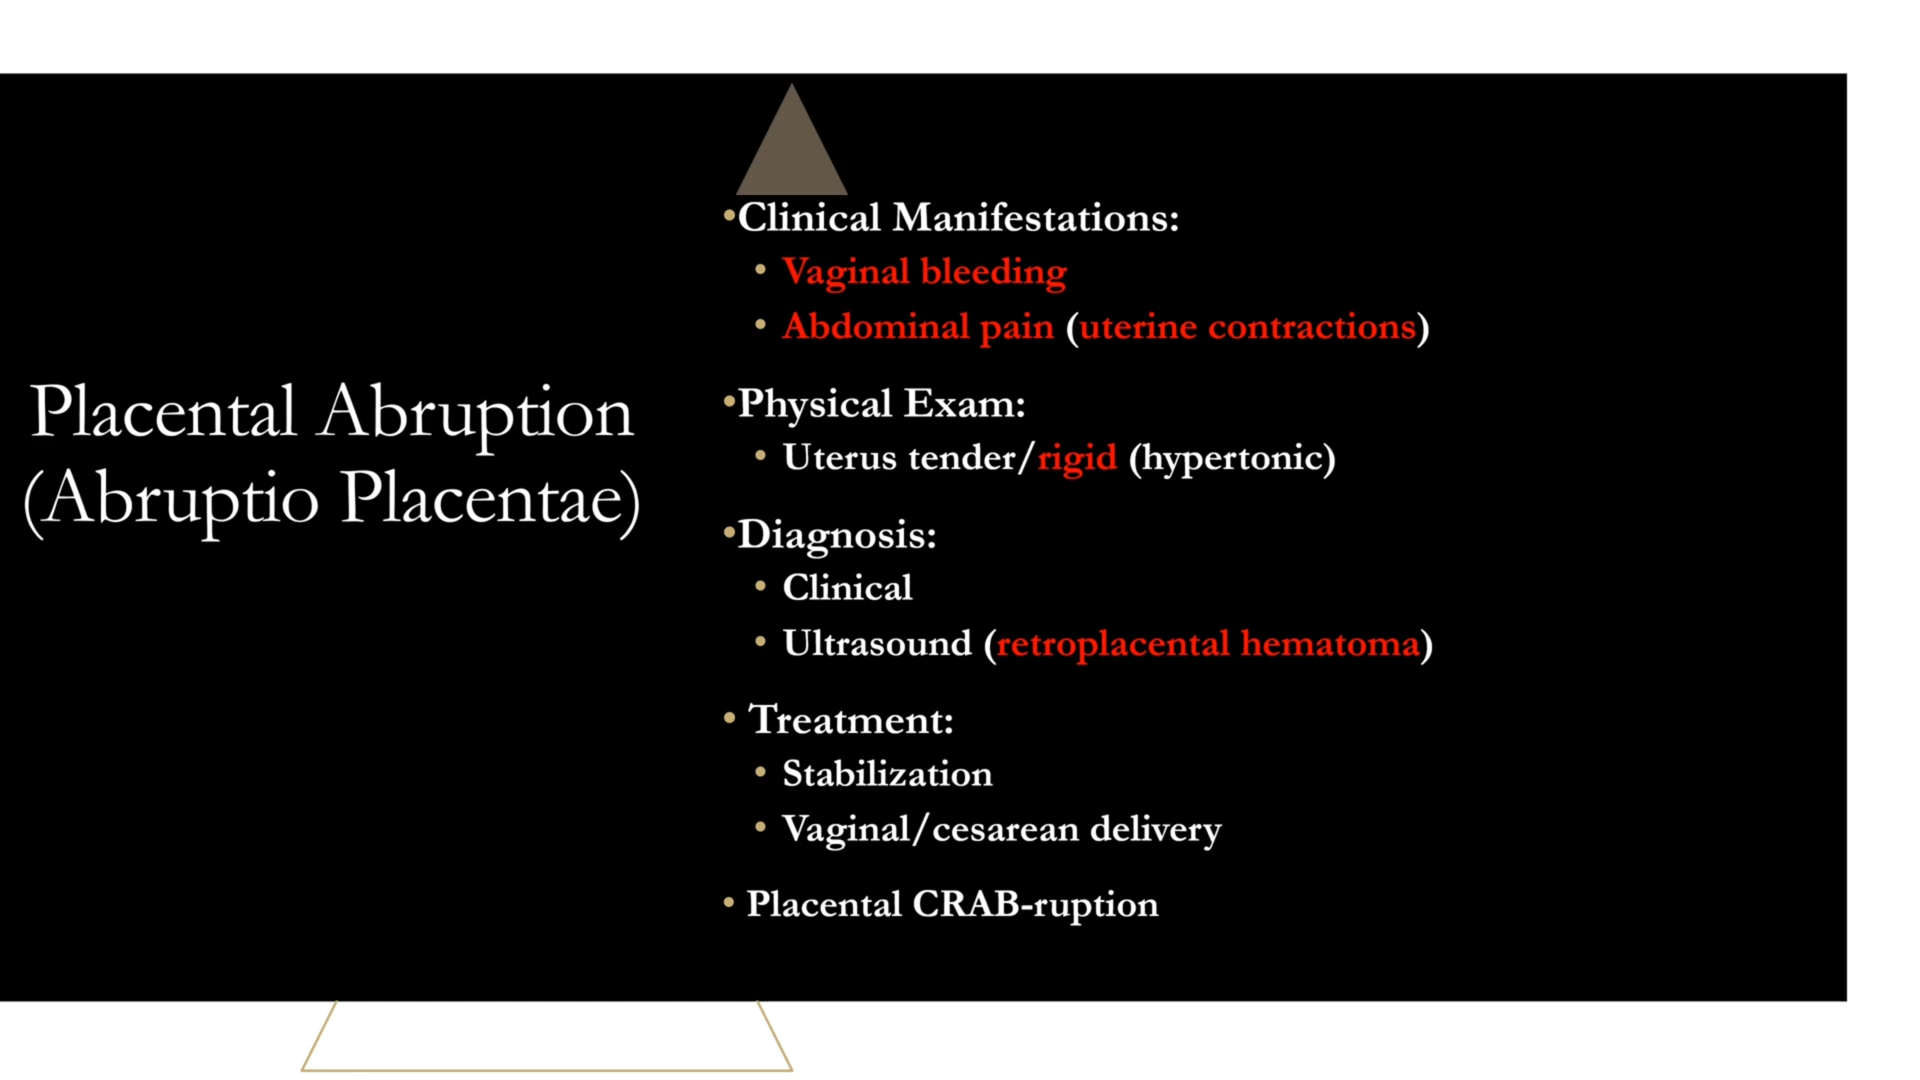 Placental Abruption
(Abruptio Placentae)
•Clinical Manifestations:
• Vaginal bleeding
• Abdominal pain (uterine contractions)
•Physical Exam:
• Uterus tender/rigid (hypertonic)
•Diagnosis:
• Clinical
• Ultrasound (retroplacental hematoma)
• Treatment:
• Stabilization
• Vaginal/cesarean delivery
• Placental CRAB-ruption